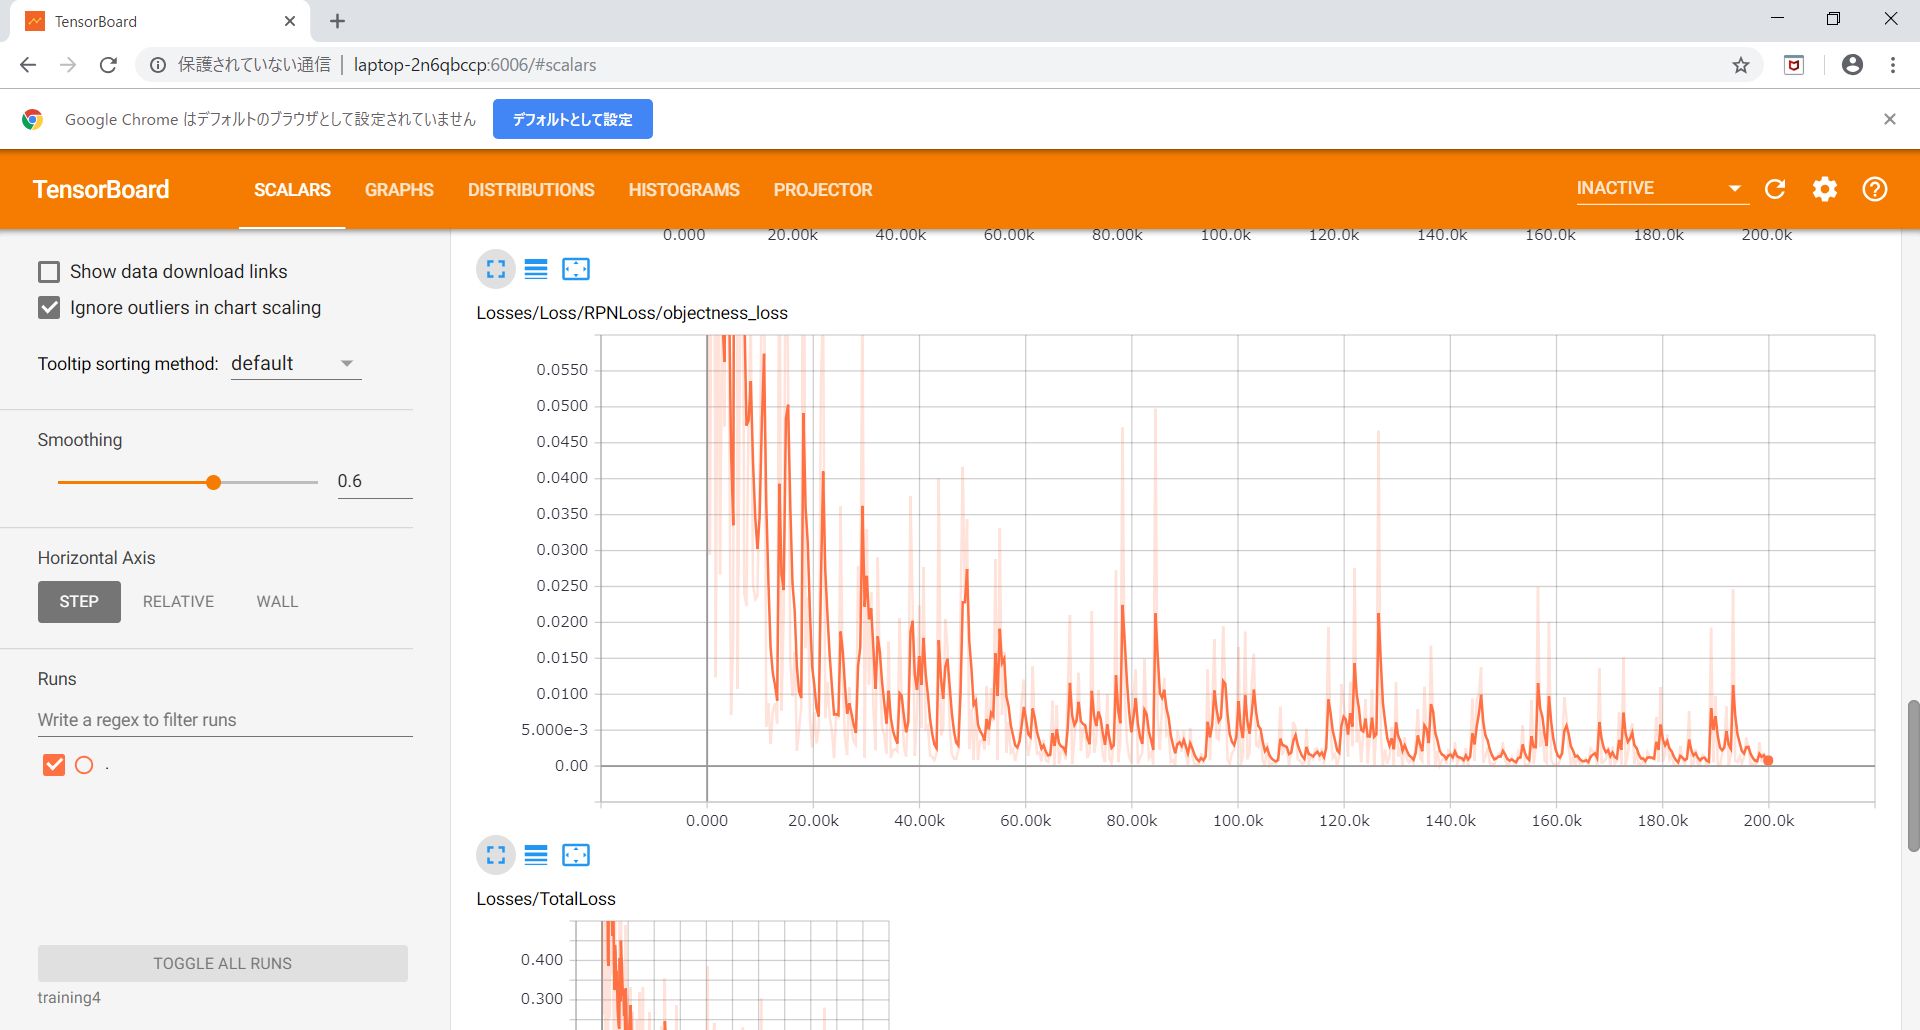 TensorBoard
保護されていない通信 laptop-2n6qbccp:6006/#scalars
Google Chrome はデフォルトのブラウザとして設定されていません デフォルトとして設定
TensorBoard SCALARS GRAPHS DISTRIBUTIONS HISTOGRAMS PROJECTOR INACTIVE
Show data download links
Ignore outliers in chart scaling
Tooltip sorting method: default
Smoothing
0.6
Horizontal Axis
STEP RELATIVE WALL
Runs
Write a regex to filter runs
.
TOGGLE ALL RUNS
training4
0.000 20.00k 40.00k 60.00k 80.00k 100.0k 120.0k 140.0k 160.0k 180.0k 200.0k
Losses/Loss/RPNLoss/objectness_loss
0.0550
0.0500
0.0450
0.0400
0.0350
0.0300
0.0250
0.0200
0.0150
0.0100
5.000e-3
0.00
0.000 20.00k 40.00k 60.00k 80.00k 100.0k 120.0k 140.0k 160.0k 180.0k 200.0k
Losses/TotalLoss
0.400
0.300